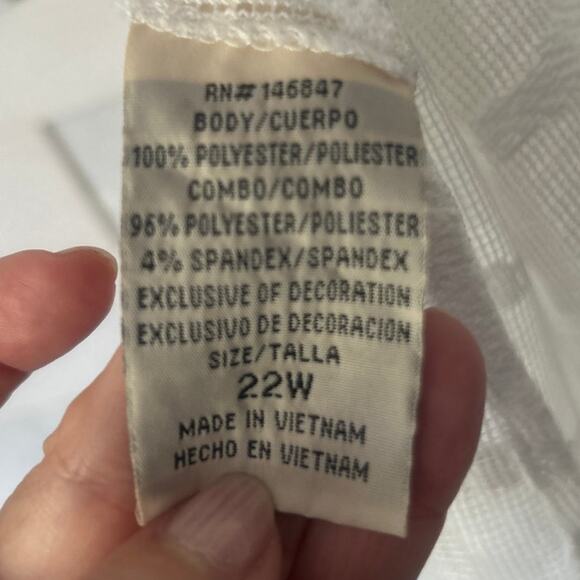 RN# 146847
BODY/CUERPO
100% POLYESTER/POLIESTER
COMBO/COMBO
96% POLYESTER/POLIESTER
4% SPANDEX/SPANDEX
EXCLUSIVE OF DECORATION
EXCLUSIVO DE DECORACION
SIZE/TALLA
22W
MADE IN VIETNAM
HECHO EN VIETNAM